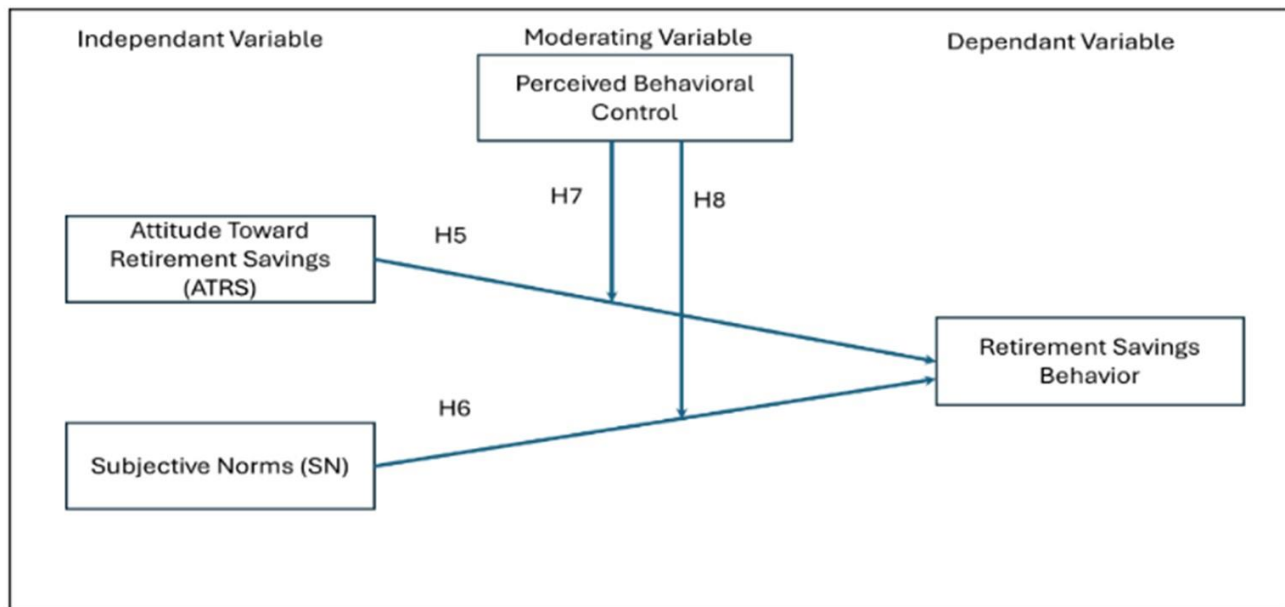 Independant Variable
Moderating Variable
Dependant Variable
Perceived Behavioral
Control
H7
H8
Attitude Toward
Retirement Savings
(ATRS)
H5
Retirement Savings
Behavior
H6
Subjective Norms (SN)